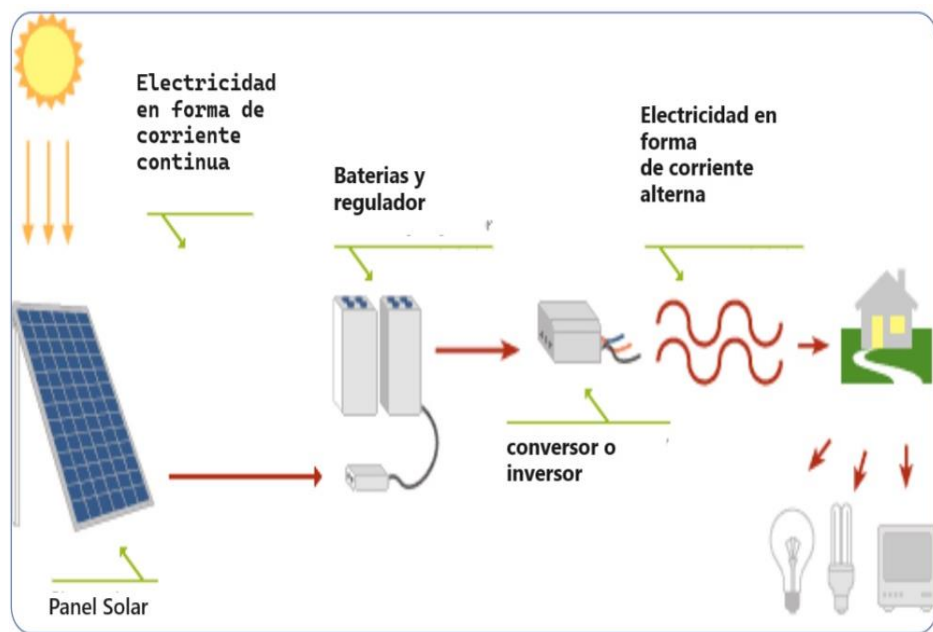 Electricidad
en forma de
corriente
continua
Baterias y
regulador
Electricidad en
forma
de corriente
alterna
conversor o
inversor
Panel Solar